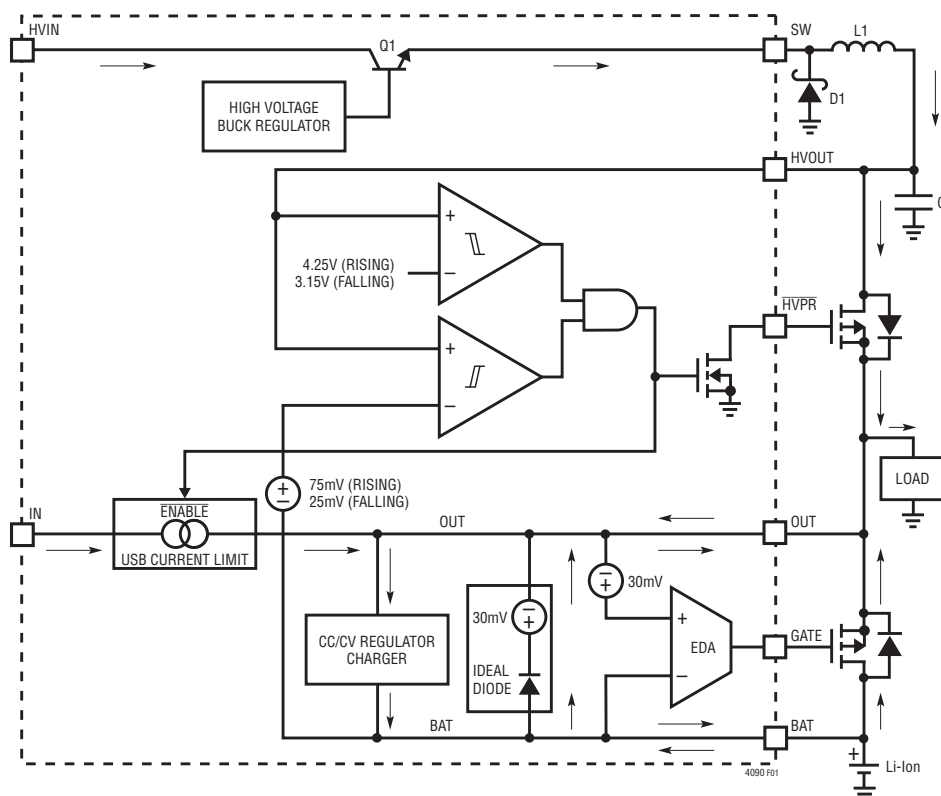 HVIN
Q1
SW
L1
HIGH VOLTAGE
BUCK REGULATOR
D1
HVOUT
C
+
4.25V (RISING)
3.15V (FALLING)
–
HVPR
+
–
LOAD
75mV (RISING)
25mV (FALLING)
+
–
IN
ENABLE
OUT
OUT
USB CURRENT LIMIT
–
+
30mV
30mV
–
+
+
EDA
–
GATE
CC/CV REGULATOR
CHARGER
IDEAL
DIODE
BAT
BAT
4090 F01
+
Li-Ion